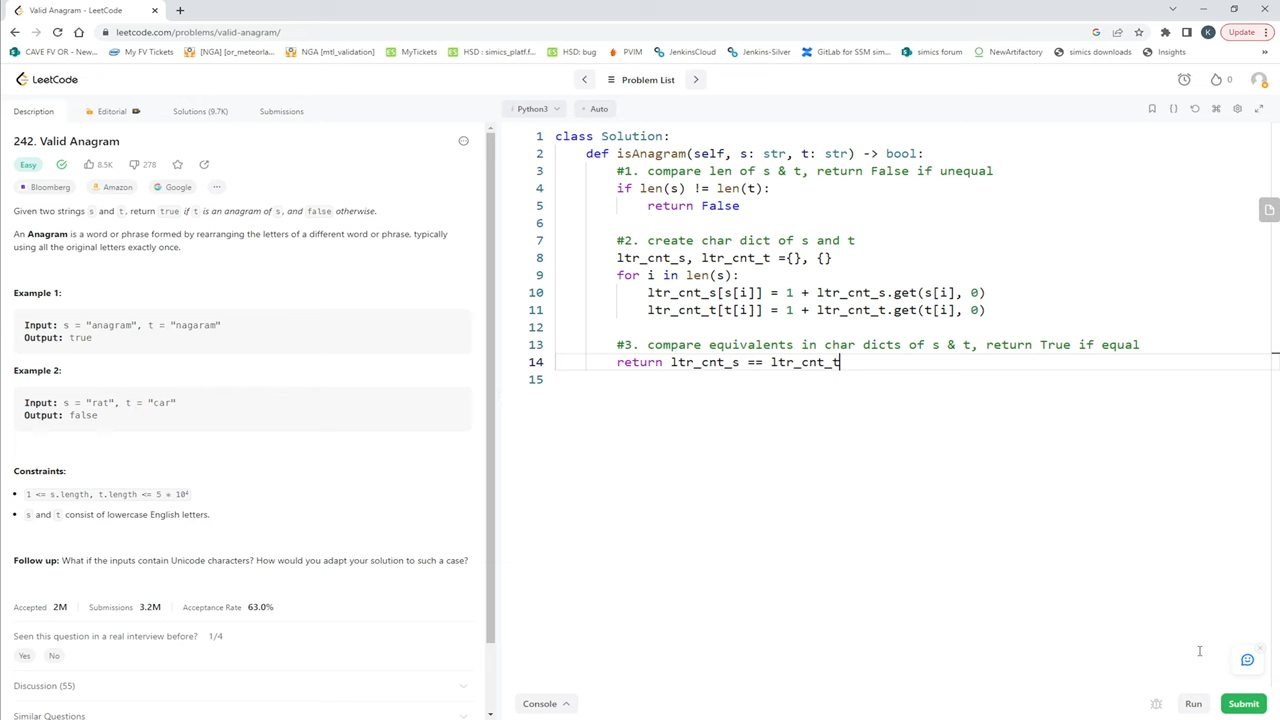 Valid Anagram - LeetCode
leetcode.com/problems/valid-anagram/
K
Update
CAVE FV OR - New...
My FV Tickets
[NGA] [or_meteorla...
NGA [mtl_validation]
MyTickets
HSD : simics_platf.f...
HSD: bug
PVIM
JenkinsCloud
Jenkins-Silver
GitLab for SSM sim...
simics forum
NewArtifactory
simics downloads
Insights
LeetCode
Problem List
0
Description
Editorial
Solutions (9.7K)
Submissions
Python3
Auto
242. Valid Anagram
Easy
8.5K
278
Bloomberg
Amazon
Google
Given two strings s and t, return true if t is an anagram of s, and false otherwise.
An Anagram is a word or phrase formed by rearranging the letters of a different word or phrase, typically
using all the original letters exactly once.
Example 1:
Input: s = "anagram", t = "nagaram"
Output: true
Example 2:
Input: s = "rat", t = "car"
Output: false
Constraints:
1 <= s.length, t.length <= 5 * 10⁴
s and t consist of lowercase English letters.
Follow up: What if the inputs contain Unicode characters? How would you adapt your solution to such a case?
Accepted 2M
Submissions 3.2M
Acceptance Rate 63.0%
Seen this question in a real interview before? 1/4
Yes
No
Discussion (55)
Similar Questions
1 class Solution:
2 def isAnagram(self, s: str, t: str) -> bool:
3 #1. compare len of s & t, return False if unequal
4 if len(s) != len(t):
5 return False
6
7 #2. create char dict of s and t
8 ltr_cnt_s, ltr_cnt_t ={}, {}
9 for i in len(s):
10 ltr_cnt_s[s[i]] = 1 + ltr_cnt_s.get(s[i], 0)
11 ltr_cnt_t[t[i]] = 1 + ltr_cnt_t.get(t[i], 0)
12
13 #3. compare equivalents in char dicts of s & t, return True if equal
14 return ltr_cnt_s == ltr_cnt_t
15
Console
Run
Submit